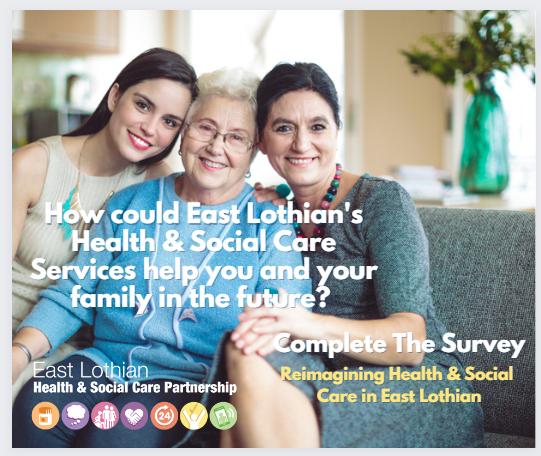 How could East Lothian's
Health & Social Care
Services help you and your
family in the future?
Complete The Survey
East Lothian
Health & Social Care Partnership
Reimagining Health & Social
Care in East Lothian
24